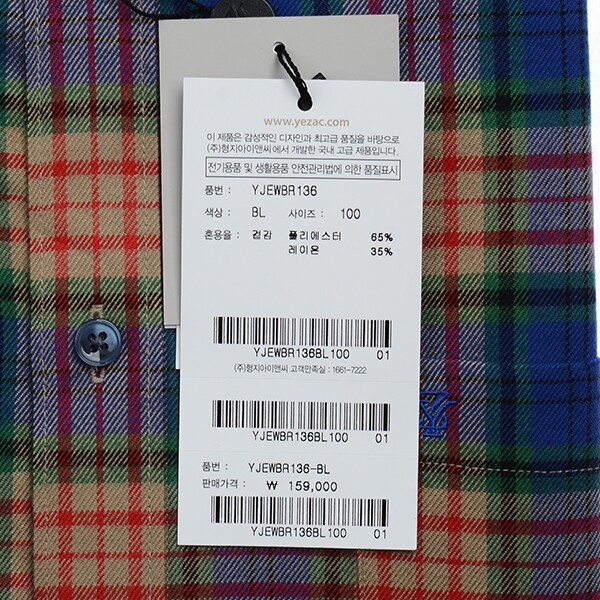 www.yezac.com
이 제품은 감성적인 디자인과 최고급 품질을 바탕으로
(주)형지아이앤씨에서 개발한 국내 고급 제품입니다.
전기용품 및 생활용품 안전관리법에 의한 품질표시
품번 : YJEWBR136
색상 : BL 사이즈 : 100
혼용율 : 겉감 폴리에스터 65%
레이온 35%
YJEWBR136BL100 01
(주)형지아이앤씨 고객만족실 : 1661-7222
YJEWBR136BL100 01
품번 : YJEWBR136-BL
판매가격 : ₩ 159,000
YJEWBR136BL100 01